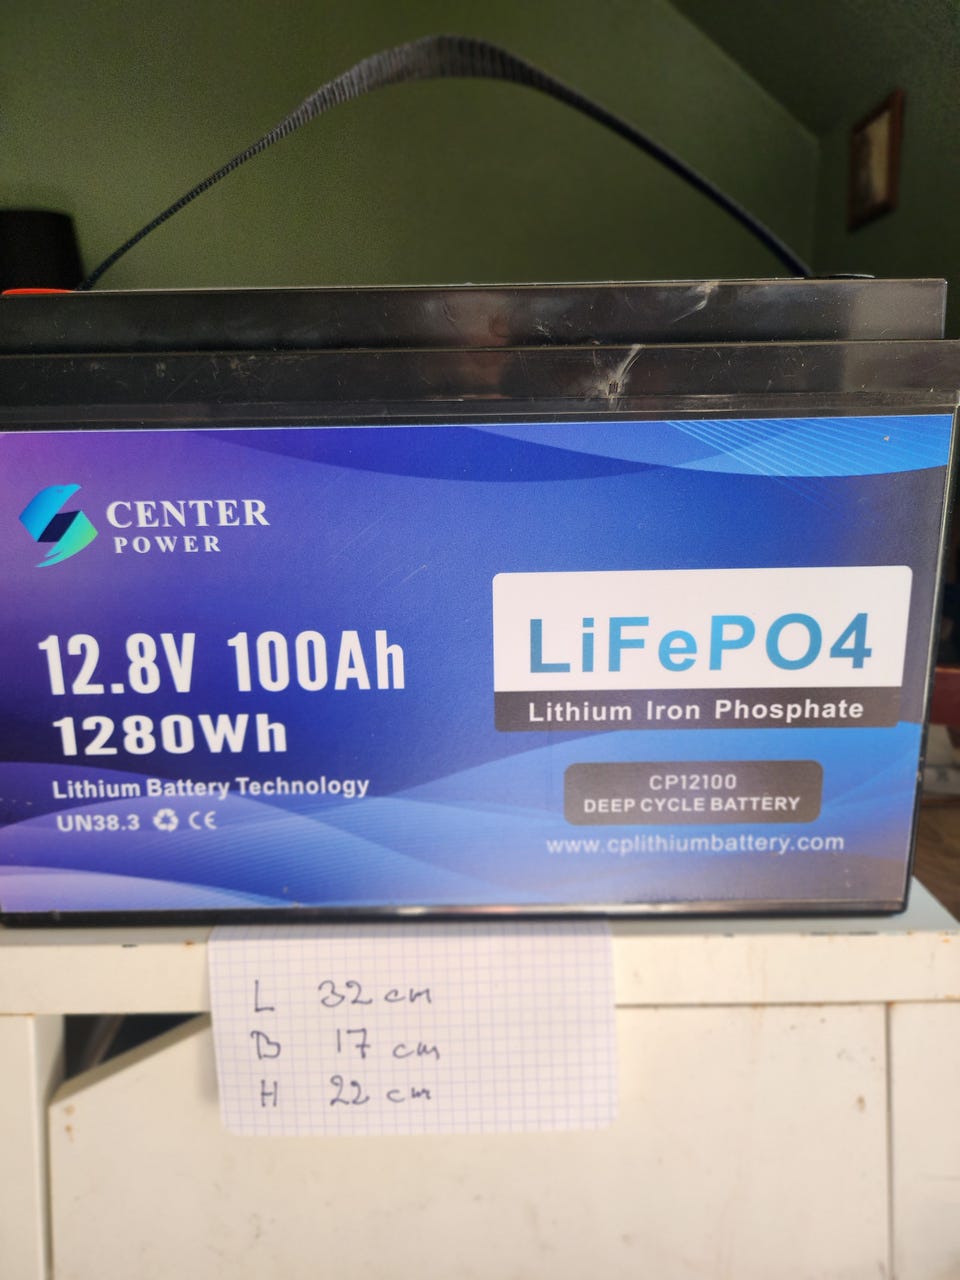 CENTER
POWER
12.8V 100Ah
1280Wh
Lithium Battery Technology
UN38.3 CE
LiFePO4
Lithium Iron Phosphate
CP12100
DEEP CYCLE BATTERY
www.cplithiumbattery.com
L 32 cm
B 17 cm
H 22 cm